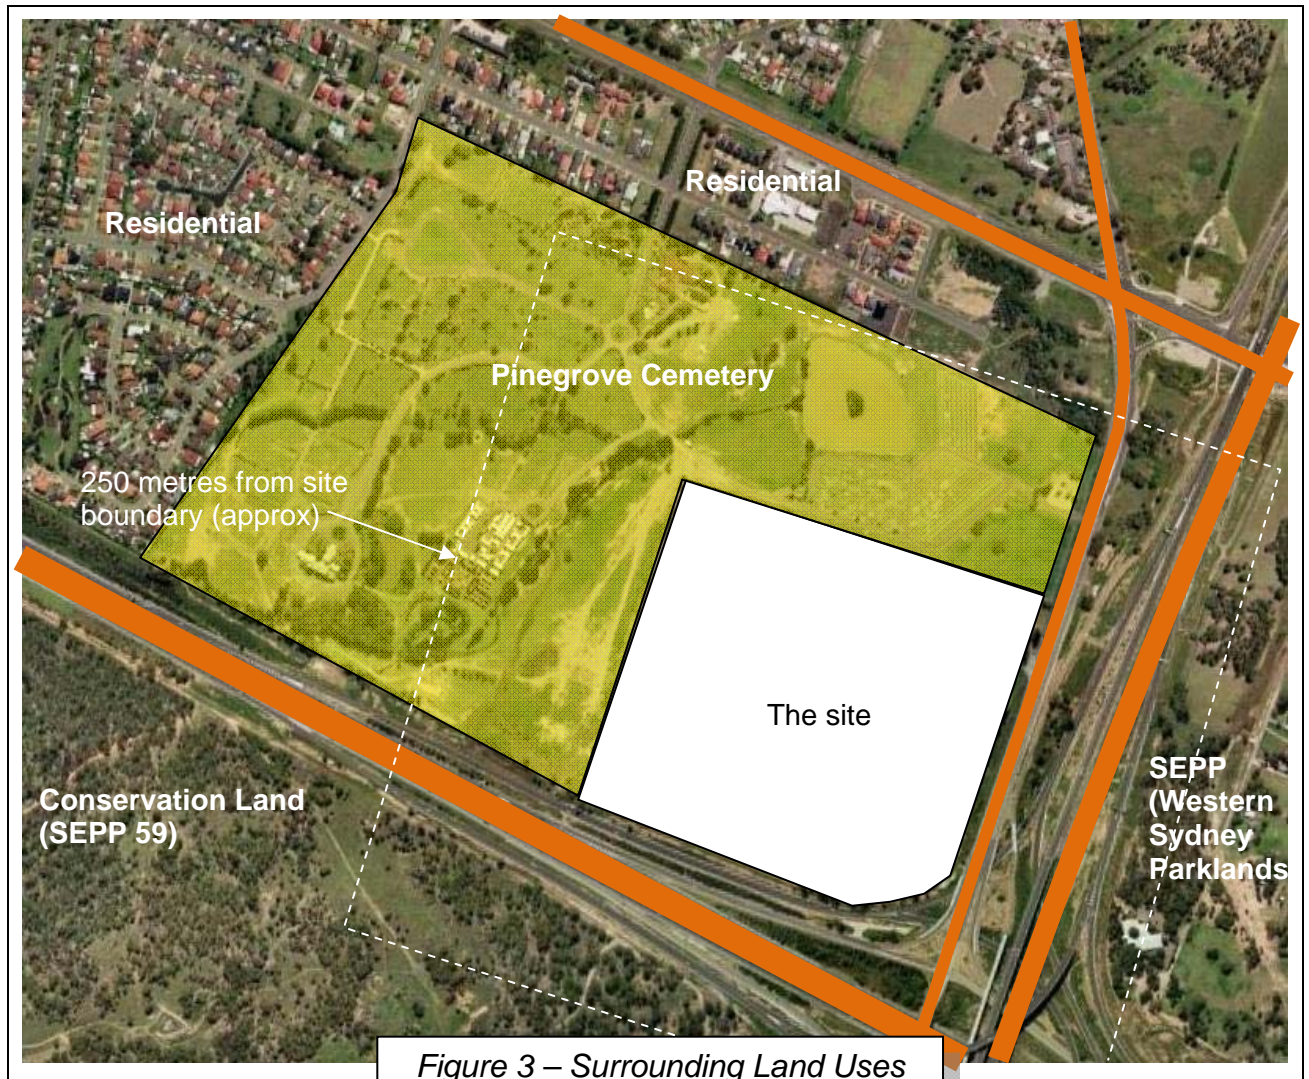 Residential
Residential
Pinegrove Cemetery
250 metres from site
boundary (approx)
The site
SEPP
(Western
Sydney
Parklands
Conservation Land
(SEPP 59)
Figure 3 – Surrounding Land Uses